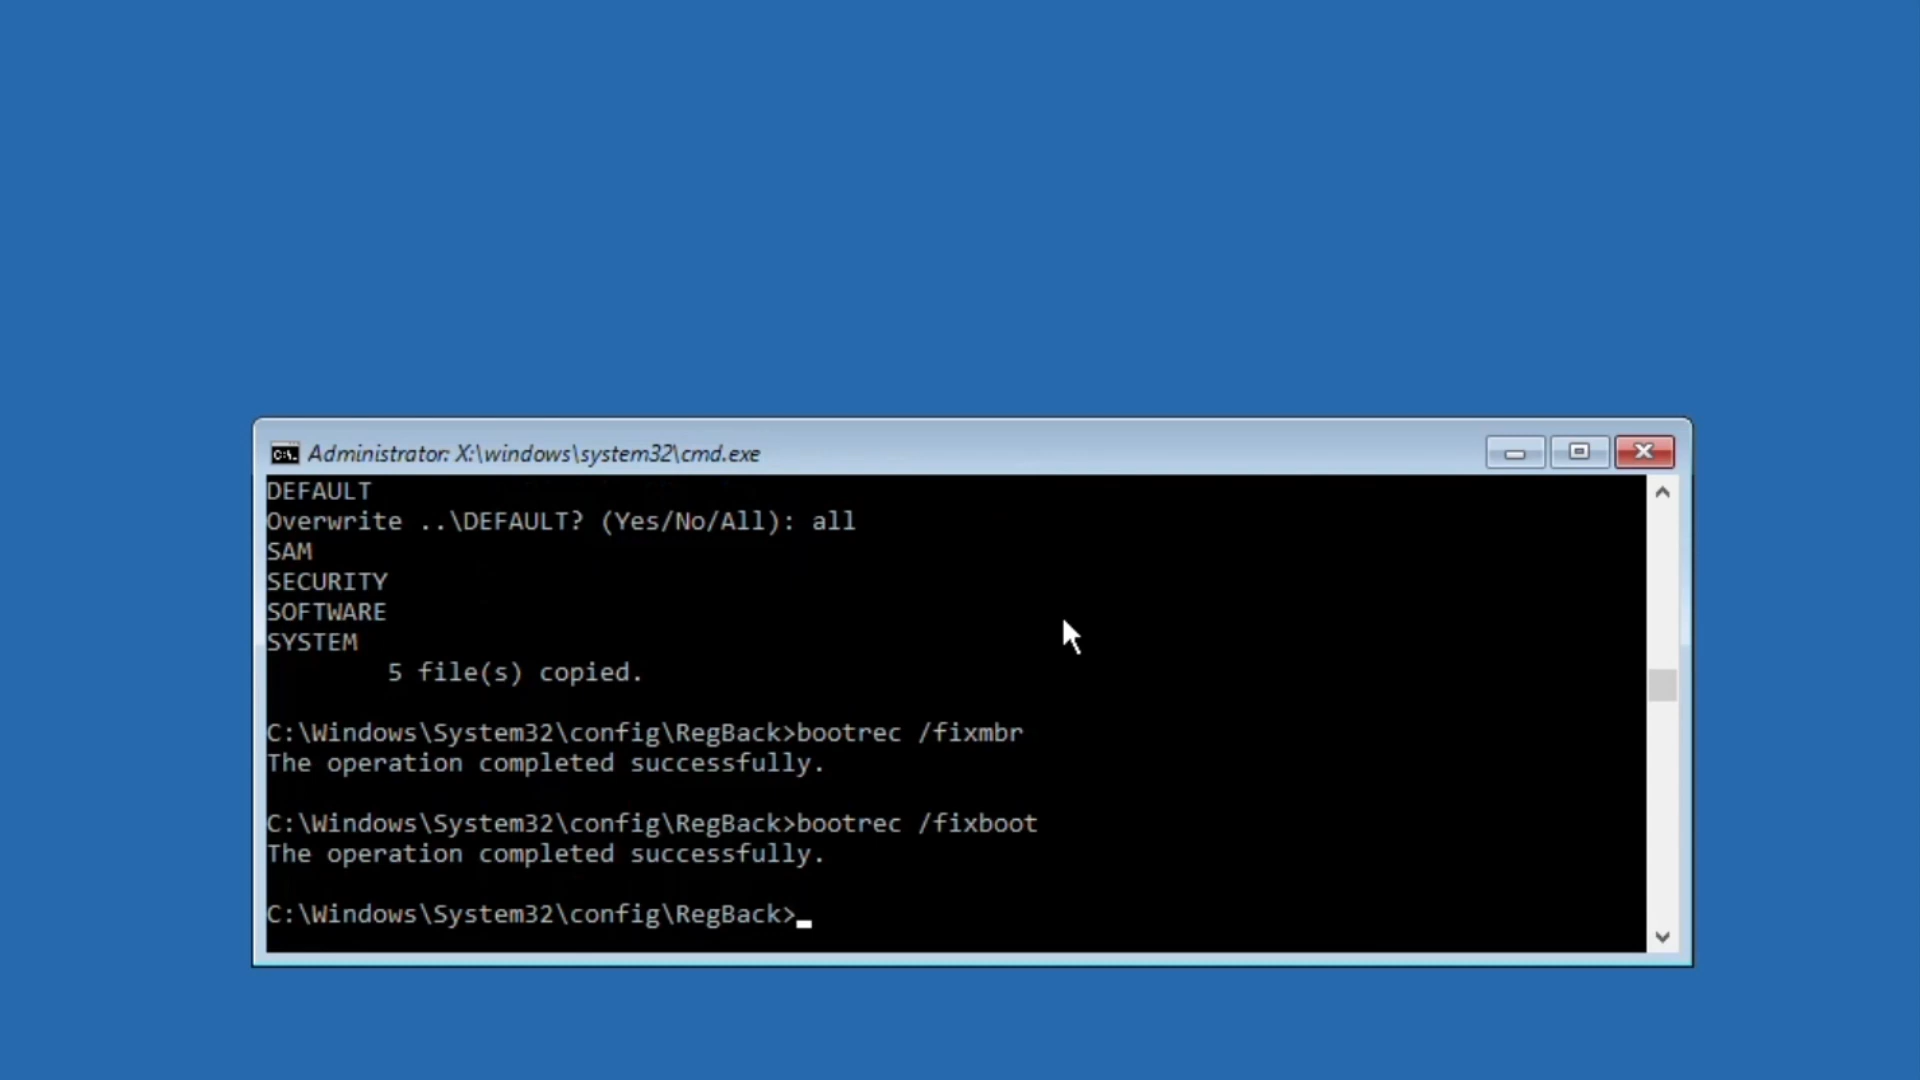 Administrator: X:\windows\system32\cmd.exe
DEFAULT
Overwrite ..\DEFAULT? (Yes/No/All): all
SAM
SECURITY
SOFTWARE
SYSTEM
5 file(s) copied.
C:\Windows\System32\config\RegBack>bootrec /fixmbr
The operation completed successfully.
C:\Windows\System32\config\RegBack>bootrec /fixboot
The operation completed successfully.
C:\Windows\System32\config\RegBack>